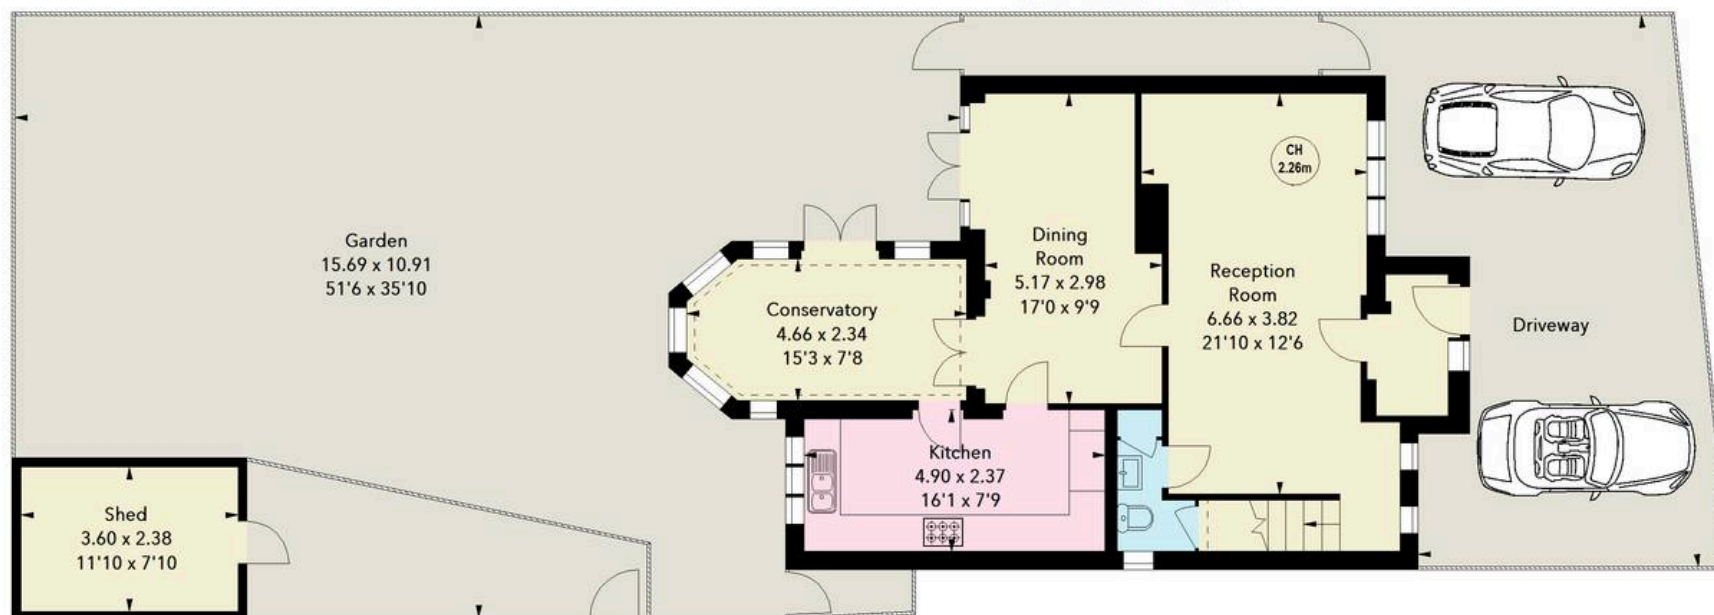 Garden
15.69 x 10.91
51'6 x 35'10
Shed
3.60 x 2.38
11'10 x 7'10
Conservatory
4.66 x 2.34
15'3 x 7'8
Kitchen
4.90 x 2.37
16'1 x 7'9
Dining
Room
5.17 x 2.98
17'0 x 9'9
CH
2.26m
Reception
Room
6.66 x 3.82
21'10 x 12'6
Driveway